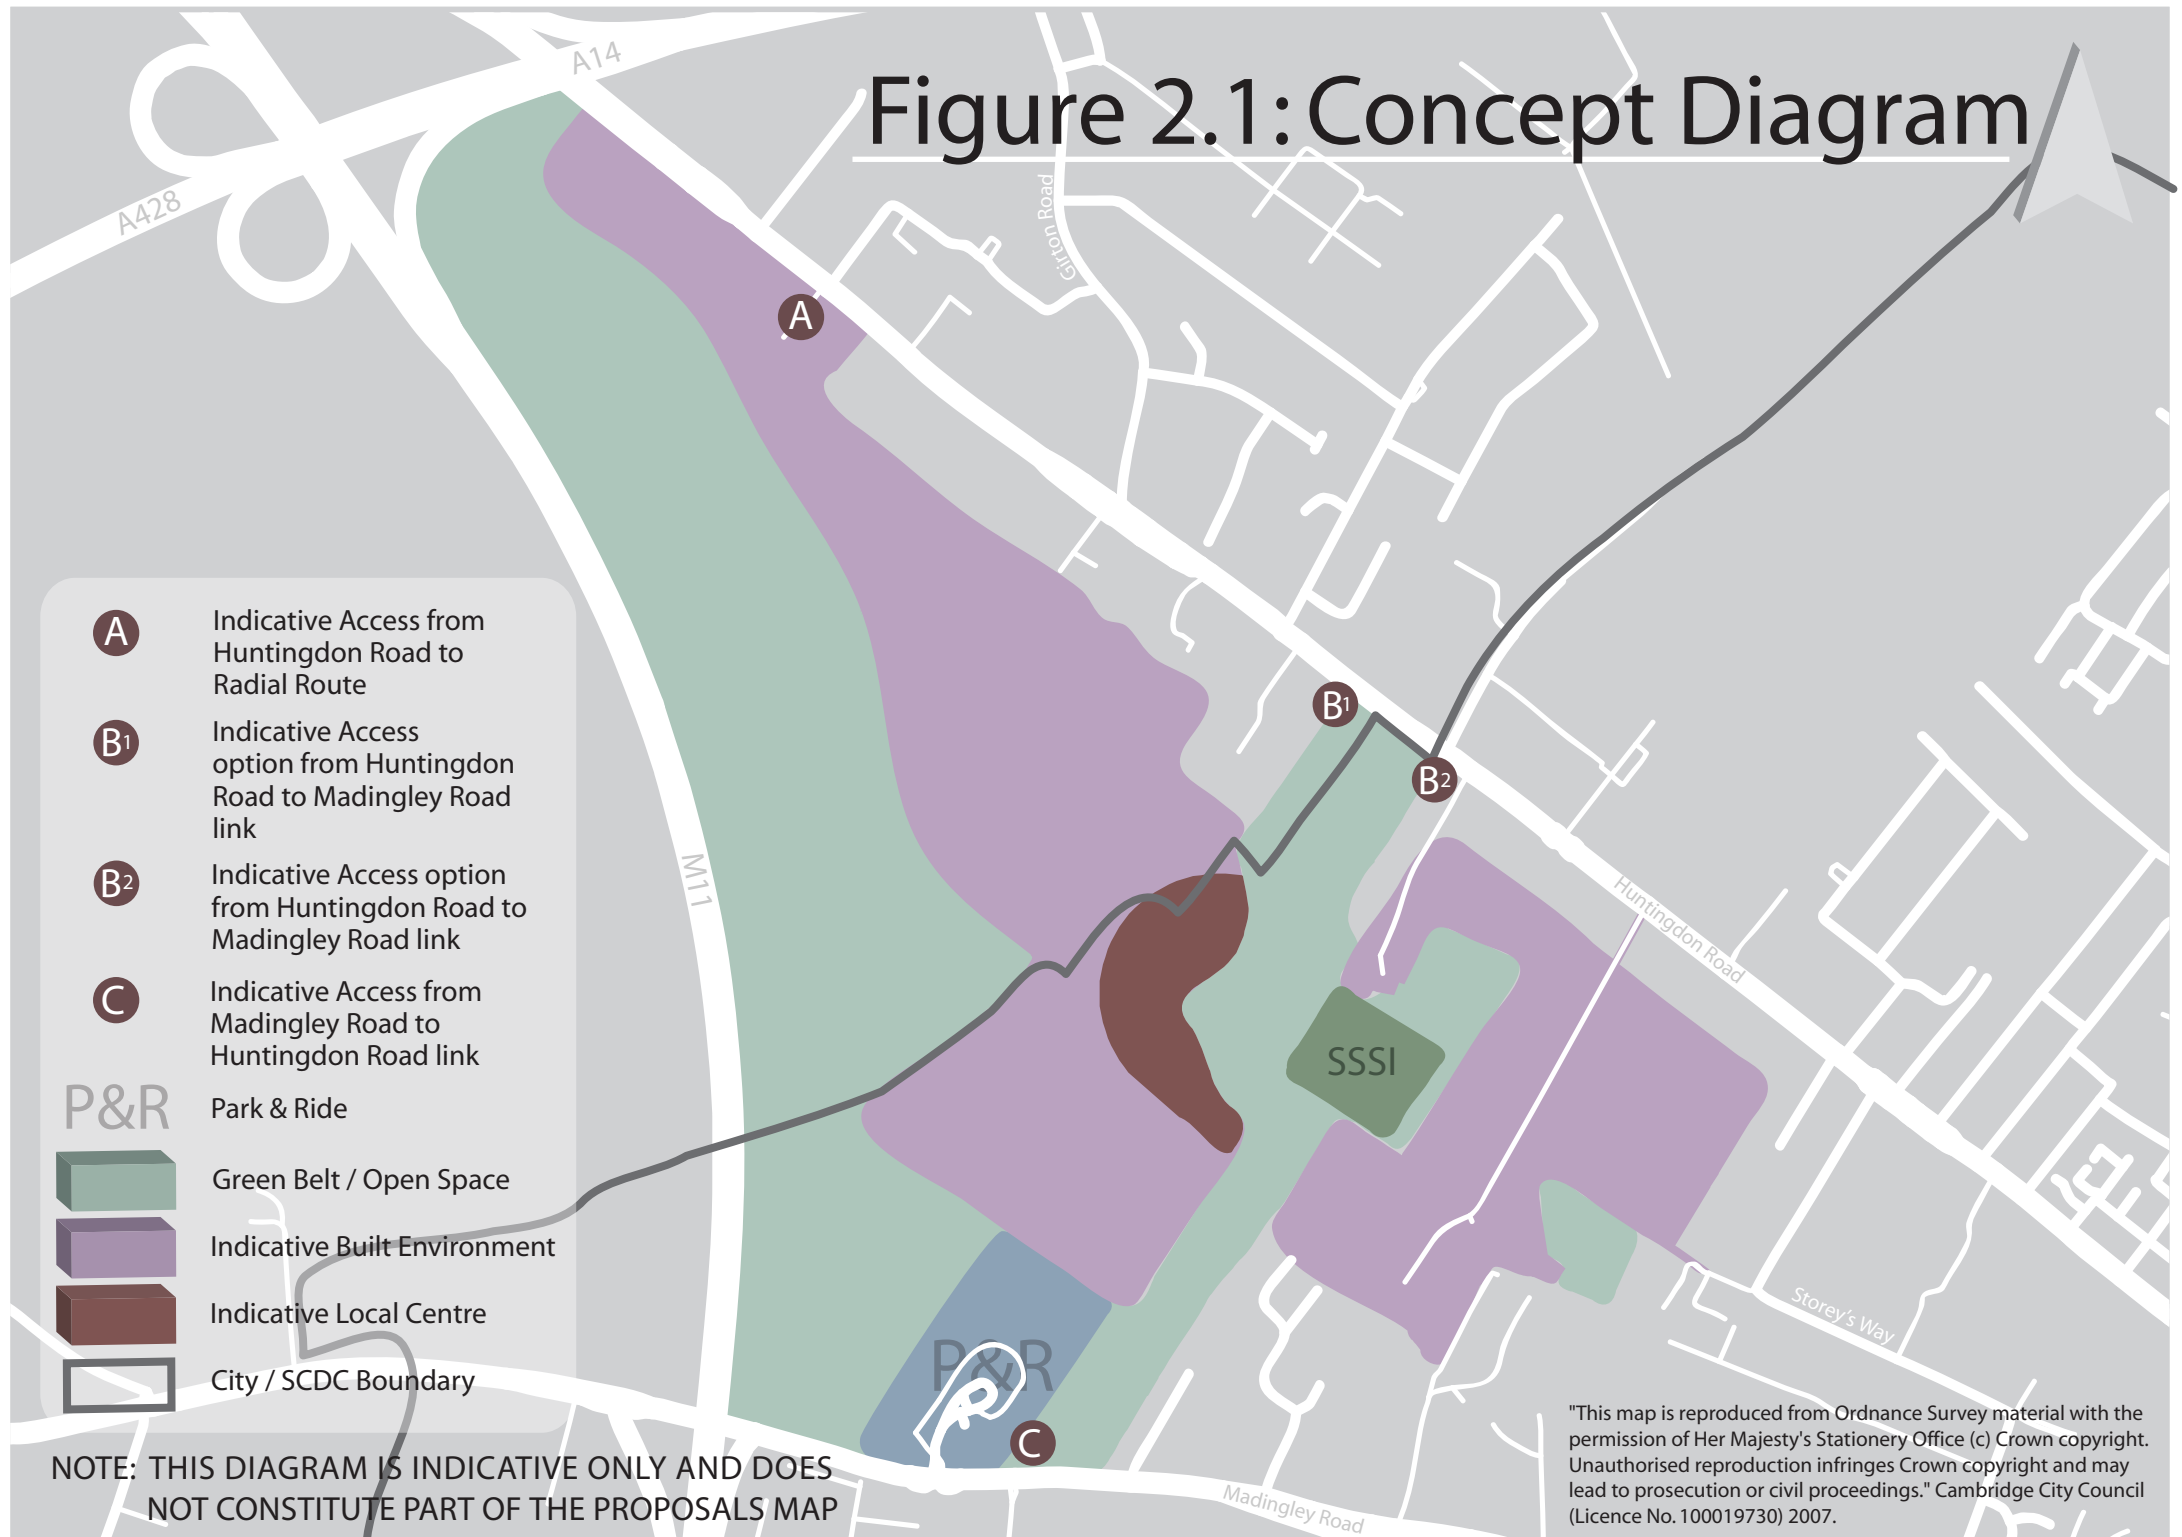 Figure 2.1: Concept Diagram
A14
A428
Girton Road
A
B1
B2
M11
Huntingdon Road
SSSI
Storey's Way
P&R
C
Madingley Road
A
Indicative Access from
Huntingdon Road to
Radial Route
B1
Indicative Access
option from Huntingdon
Road to Madingley Road
link
B2
Indicative Access option
from Huntingdon Road to
Madingley Road link
C
Indicative Access from
Madingley Road to
Huntingdon Road link
P&R
Park & Ride
Green Belt / Open Space
Indicative Built Environment
Indicative Local Centre
City / SCDC Boundary
NOTE: THIS DIAGRAM IS INDICATIVE ONLY AND DOES
NOT CONSTITUTE PART OF THE PROPOSALS MAP
"This map is reproduced from Ordnance Survey material with the
permission of Her Majesty's Stationery Office (c) Crown copyright.
Unauthorised reproduction infringes Crown copyright and may
lead to prosecution or civil proceedings." Cambridge City Council
(Licence No. 100019730) 2007.